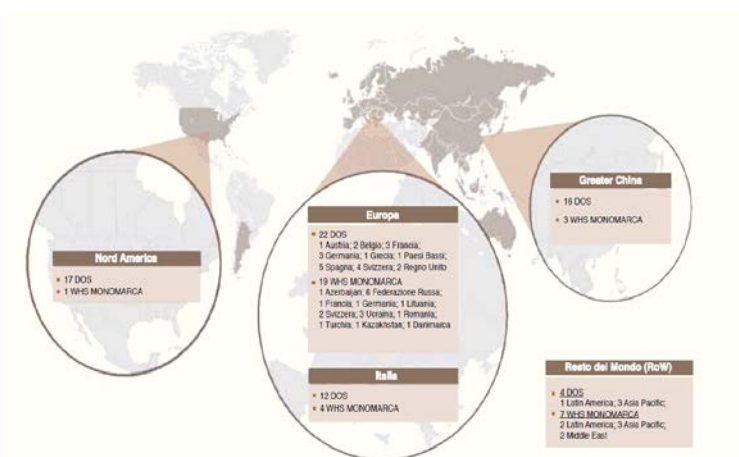 Nord America
17 DOS
1 WHS MONOMARCA
Europa
22 DOS
1 Austria; 2 Belgio; 3 Francia;
3 Germania; 1 Grecia; 1 Paesi Bassi;
5 Spagna; 4 Svizzera; 2 Regno Unito
19 WHS MONOMARCA
1 Azerbaijan; 6 Federazione Russa;
1 Francia; 1 Germania; 1 Lituania;
2 Svizzera; 3 Ucraina; 1 Romania;
1 Turchia; 1 Kazakhstan; 1 Danimarca
Italia
12 DOS
4 WHS MONOMARCA
Greater China
16 DOS
3 WHS MONOMARCA
Resto del Mondo (RoW)
4 DOS
1 Latin America; 3 Asia Pacific;
7 WHS MONOMARCA
2 Latin America; 3 Asia Pacific;
2 Middle East